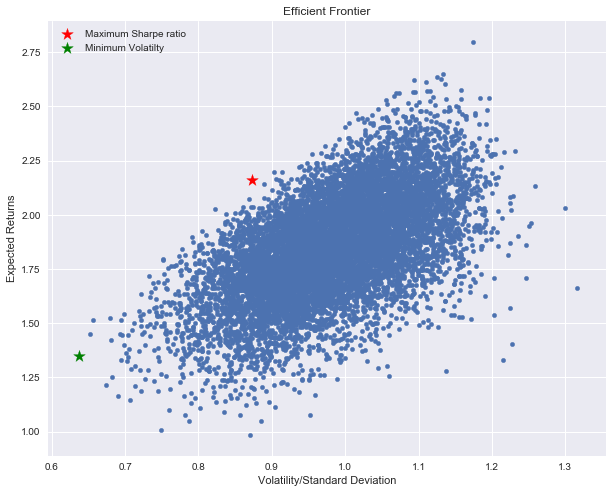 Efficient Frontier
Maximum Sharpe ratio
Minimum Volatilty
2.75
2.50
2.25
2.00
1.75
1.50
1.25
1.00
Expected Returns
0.6 0.7 0.8 0.9 1.0 1.1 1.2 1.3
Volatility/Standard Deviation